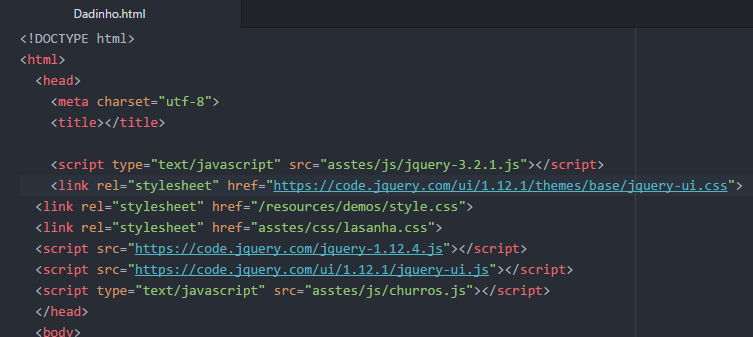 Dadinho.html
<!DOCTYPE html>
<html>
<head>
<meta charset="utf-8">
<title></title>
<script type="text/javascript" src="asstes/js/jquery-3.2.1.js"></script>
<link rel="stylesheet" href="https://code.jquery.com/ui/1.12.1/themes/base/jquery-ui.css">
<link rel="stylesheet" href="/resources/demos/style.css">
<link rel="stylesheet" href="asstes/css/lasanha.css">
<script src="https://code.jquery.com/jquery-1.12.4.js"></script>
<script src="https://code.jquery.com/ui/1.12.1/jquery-ui.js"></script>
<script type="text/javascript" src="asstes/js/churros.js"></script>
</head>
<body>